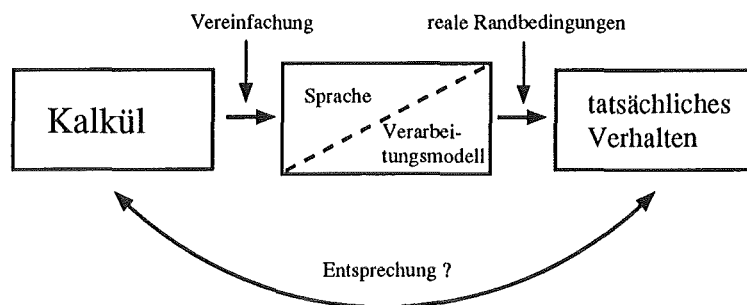 Vereinfachung
reale Randbedingungen
Kalkül
Sprache
Verarbei-
tungsmodell
tatsächliches
Verhalten
Entsprechung ?